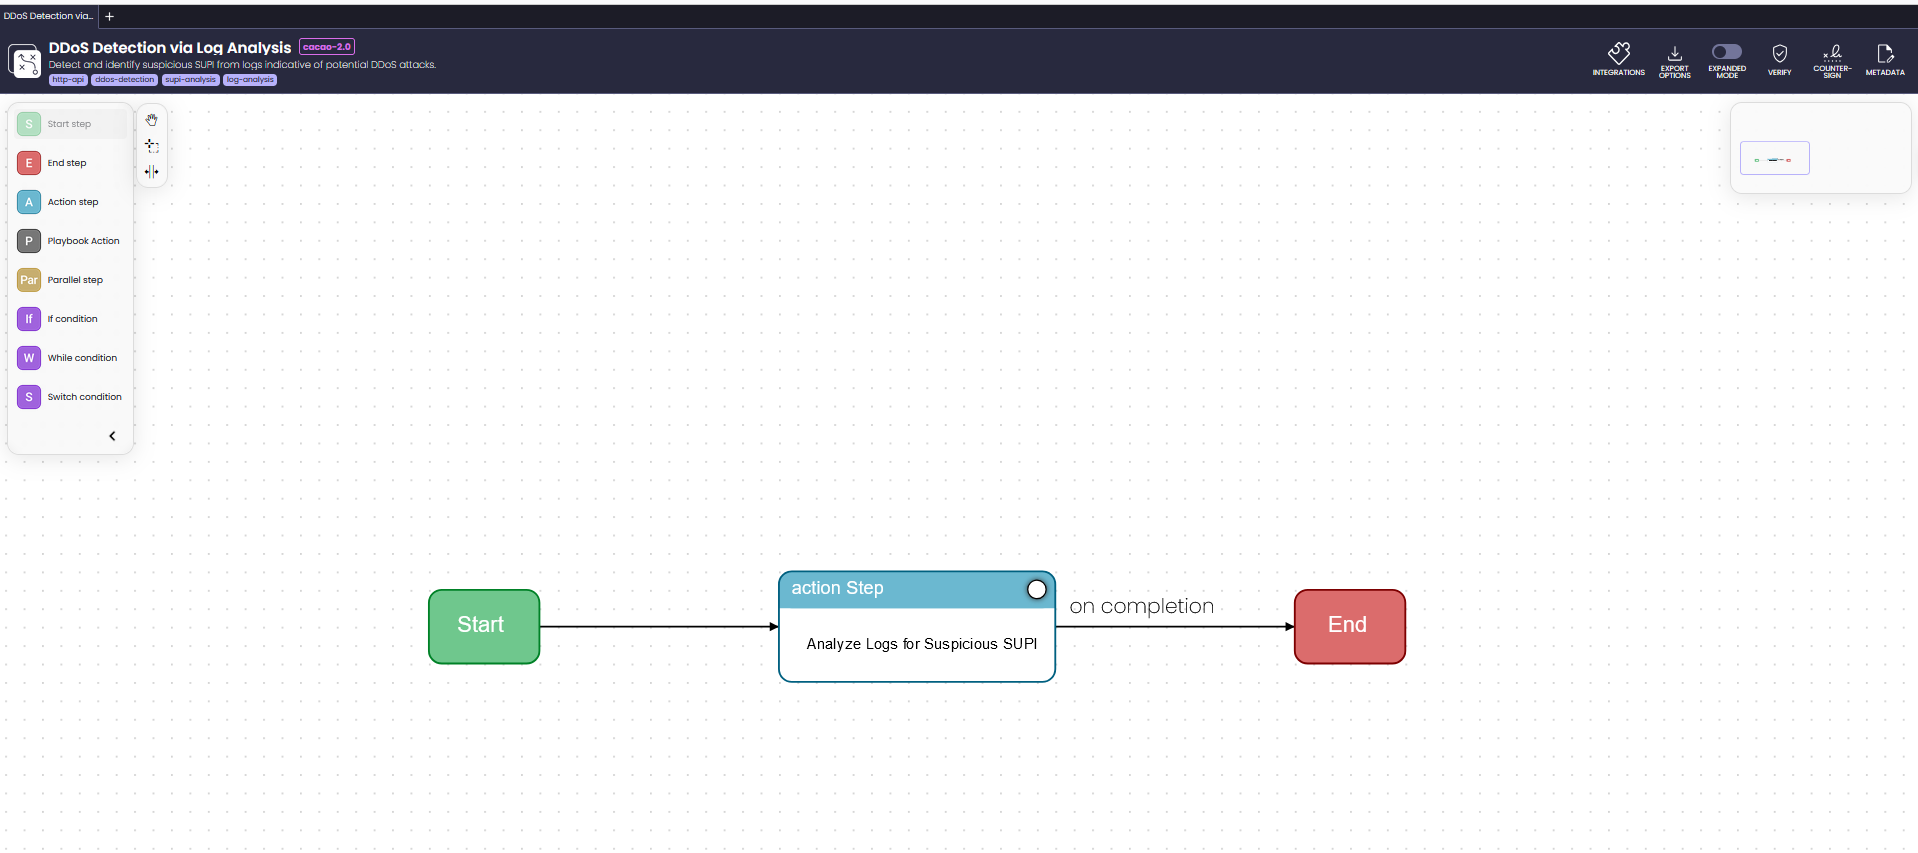 DDoS Detection via...
+
DDoS Detection via Log Analysis cacao-2.0
Detect and identify suspicious SUPI from logs indicative of potential DDoS attacks.
http-api ddos-detection supi-analysis log-analysis
INTEGRATIONS
EXPORT
OPTIONS
EXPANDED
MODE
VERIFY
COUNTER-
SIGN
METADATA
S Start step
E End step
A Action step
P Playbook Action
Par Parallel step
If If condition
W While condition
S Switch condition
Start
action Step
Analyze Logs for Suspicious SUPI
on completion
End